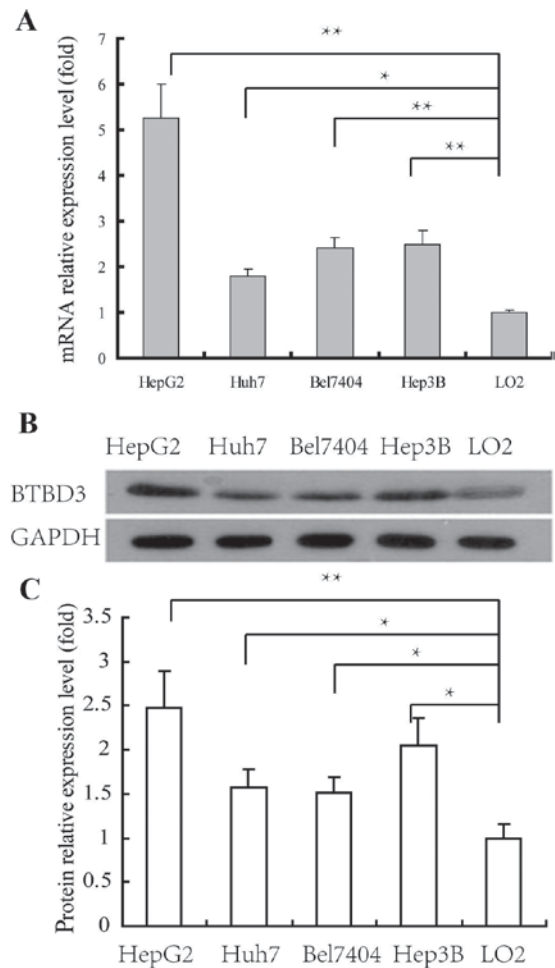 A
mRNA relative expression level (fold)
7
6
5
4
3
2
1
0
**
*
**
**
HepG2 Huh7 Bel7404 Hep3B LO2
B
HepG2 Huh7 Bel7404 Hep3B LO2
BTBD3
GAPDH
C
Protein relative expression level (fold)
3.5
3
2.5
2
1.5
1
0.5
0
**
*
*
*
HepG2 Huh7 Bel7404 Hep3B LO2